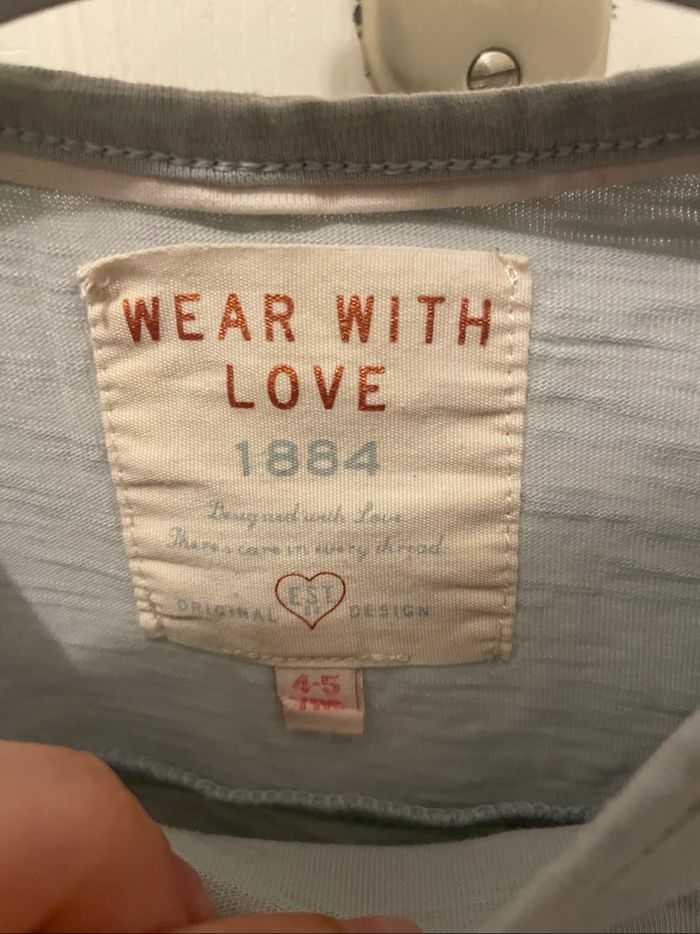 WEAR WITH
LOVE
1884
Designed with Love
There's care in every thread
ORIGINAL EST DESIGN
4-5